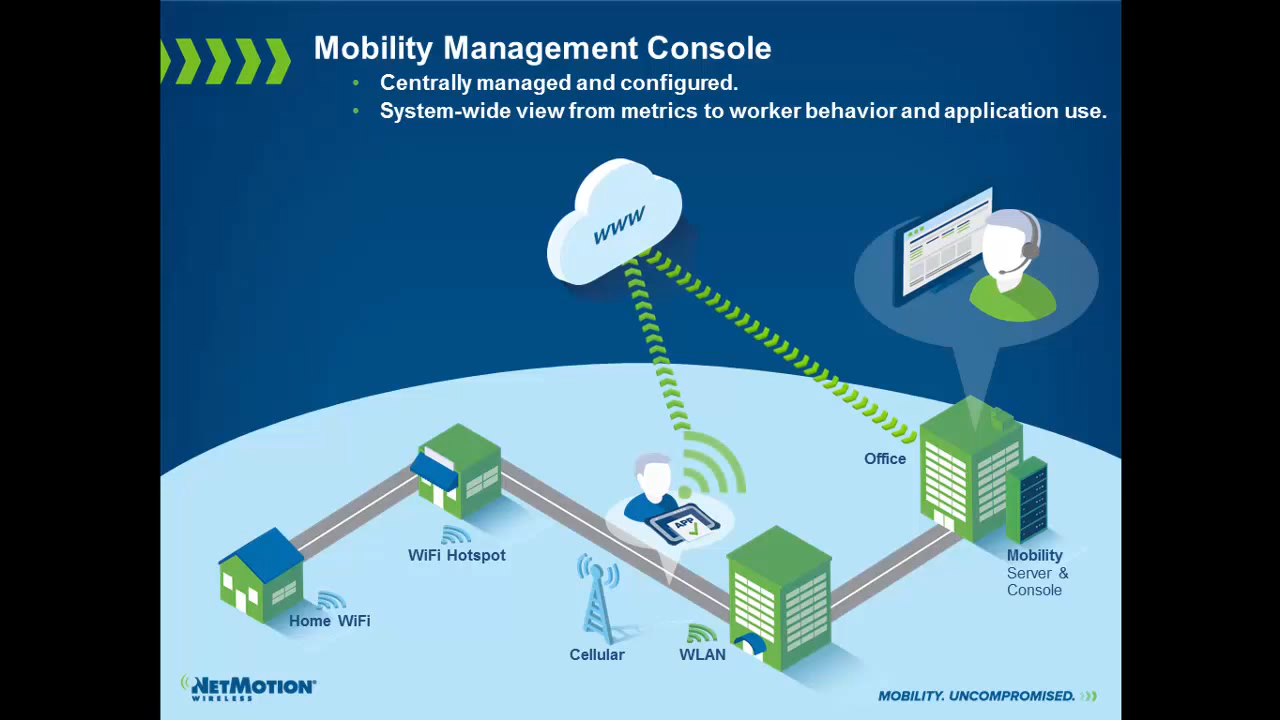 Mobility Management Console
• Centrally managed and configured.
• System-wide view from metrics to worker behavior and application use.
www
Office
APP
Mobility
Server &
Console
WiFi Hotspot
Home WiFi
Cellular
WLAN
NETMOTION®
WIRELESS
MOBILITY. UNCOMPROMISED.